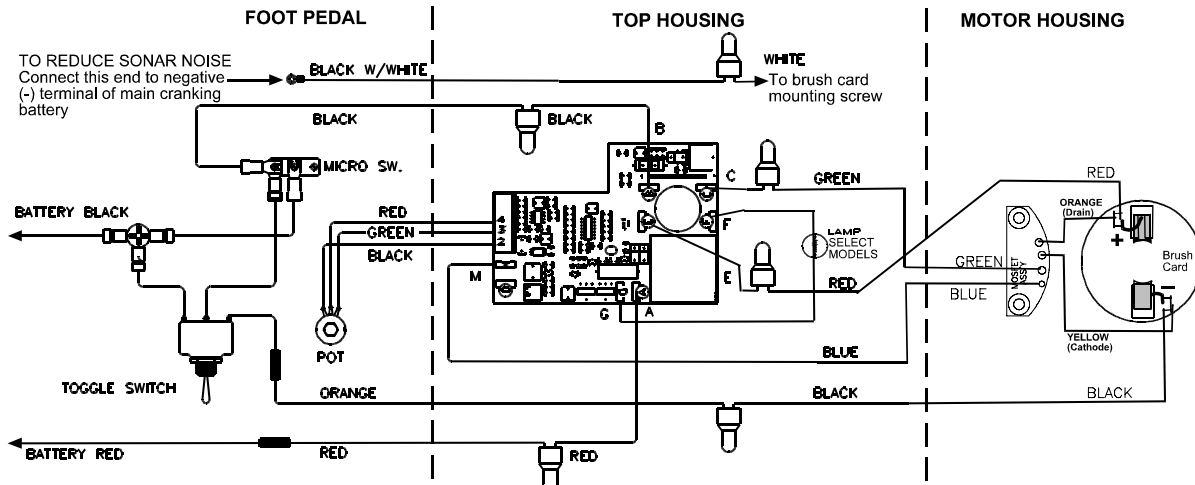 FOOT PEDAL
TOP HOUSING
MOTOR HOUSING
TO REDUCE SONAR NOISE
Connect this end to negative
(-) terminal of main cranking
battery
BLACK W/WHITE
WHITE
To brush card
mounting screw
BLACK
BLACK
B
MICRO SW.
C
GREEN
RED
BATTERY BLACK
RED
GREEN
BLACK
4
3
2
F
LAMP
SELECT
MODELS
ORANGE
(Drain)
+
Brush
Card
GREEN
MOSFET
ASSY
M
E
RED
BLUE
-
G
A
YELLOW
(Cathode)
POT
BLUE
TOGGLE SWITCH
ORANGE
BLACK
BLACK
BATTERY RED
RED
RED